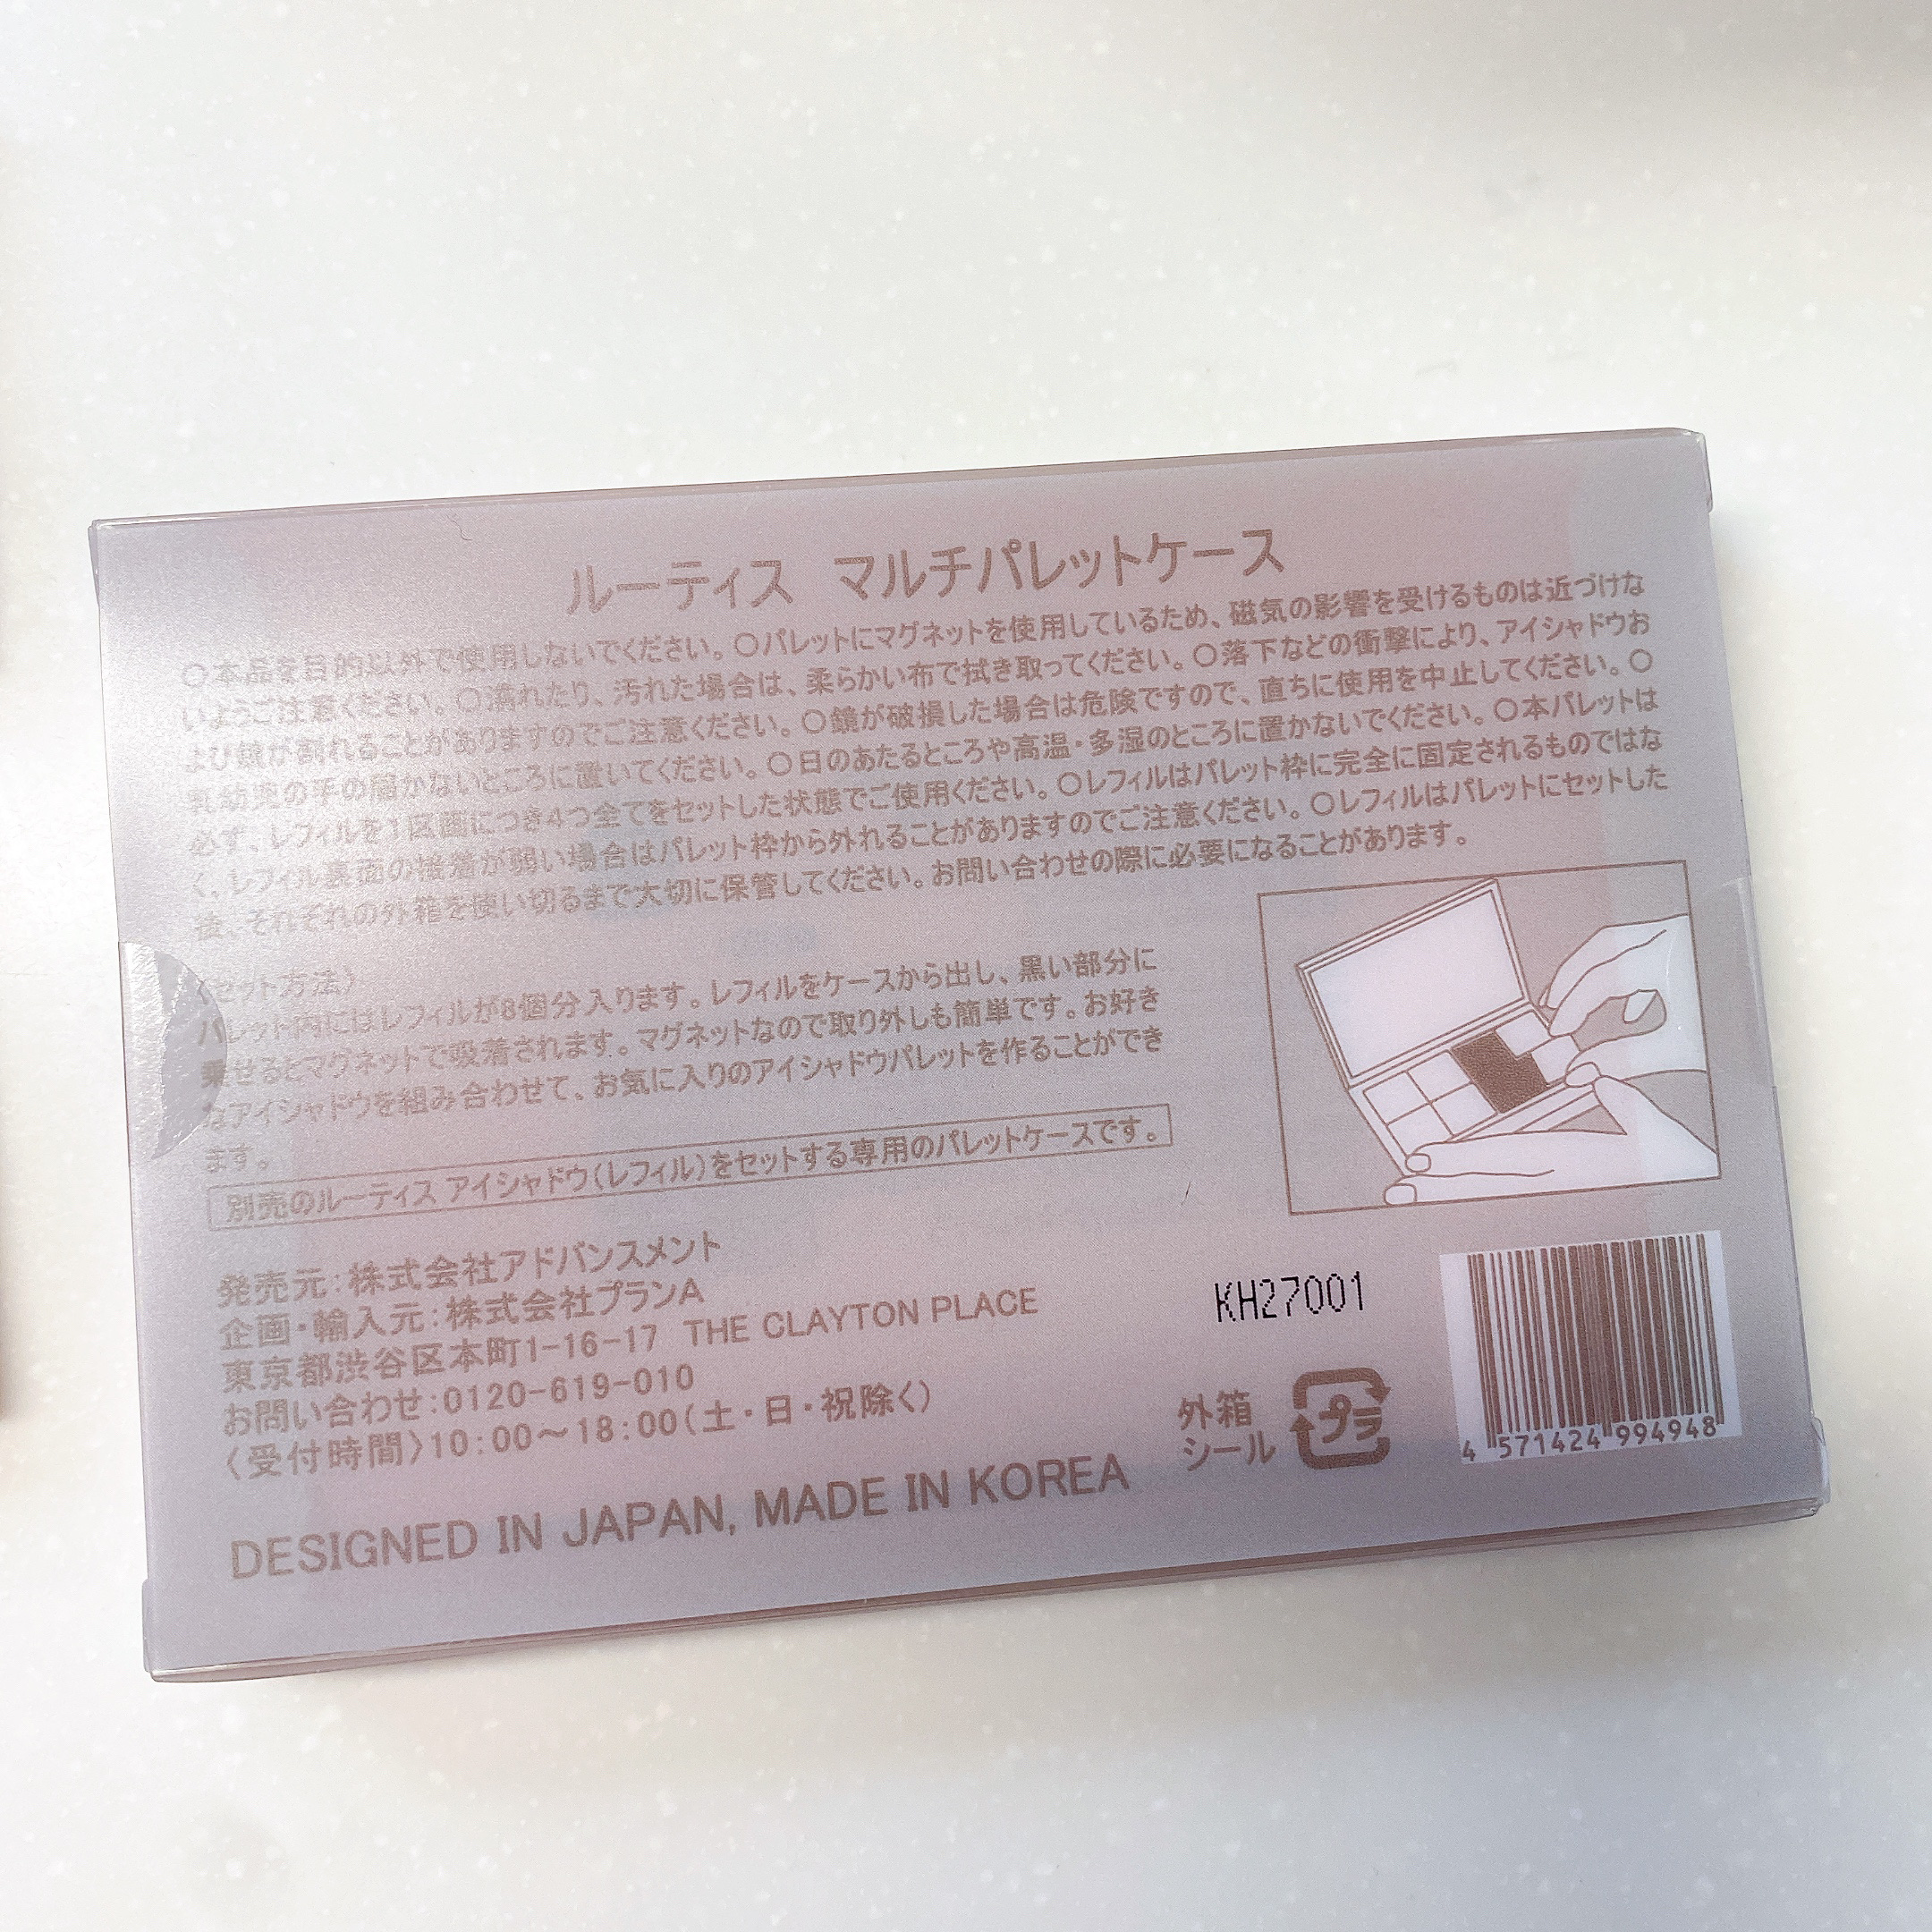 ルーティス マルチパレットケース
○本品を目的以外で使用しないでください。○パレットにマグネットを使用しているため、磁気の影響を受けるものは近づけな
いようご注意ください。○濡れたり、汚れた場合は、柔らかい布で拭き取ってください。○落下などの衝撃により、アイシャドウお
よび鏡が割れることがありますのでご注意ください。○鏡が破損した場合は危険ですので、直ちに使用を中止してください。○
乳幼児の手の届かないところに置いてください。○日のあたるところや高温・多湿のところに置かないでください。○本パレットは
必ず、レフィルを1区画につき4つ全てをセットした状態でご使用ください。○レフィルはパレット枠に完全に固定されるものではな
く、レフィル裏面の接着が弱い場合はパレット枠から外れることがありますのでご注意ください。○レフィルはパレットにセットした
後、それぞれの外箱を使い切るまで大切に保管してください。お問い合わせの際に必要になることがあります。
〈セット方法〉
パレット内にはレフィルが8個分入ります。レフィルをケースから出し、黒い部分に
乗せるとマグネットで吸着されます。マグネットなので取り外しも簡単です。お好き
なアイシャドウを組み合わせて、お気に入りのアイシャドウパレットを作ることができ
ます。
別売のルーティス アイシャドウ(レフィル)をセットする専用のパレットケースです。
発売元:株式会社アドバンスメント
企画・輸入元:株式会社プランA
東京都渋谷区本町1-16-17 THE CLAYTON PLACE
お問い合わせ:0120-619-010
〈受付時間〉10:00〜18:00(土・日・祝除く)
DESIGNED IN JAPAN, MADE IN KOREA
KH27001
外箱
シール
プラ
4 571424 994948